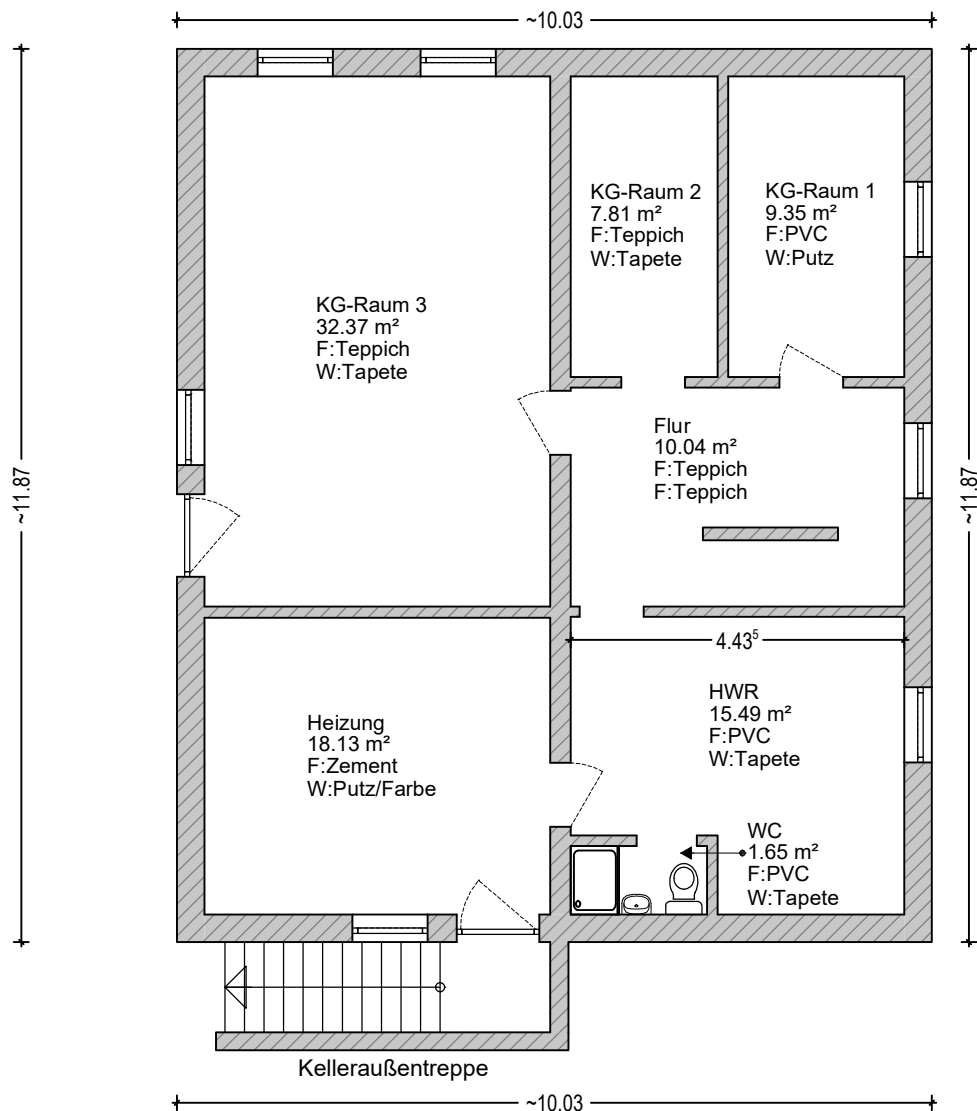 ~10.03
~11.87
~11.87
KG-Raum 2
7.81 m²
F:Teppich
W:Tapete
KG-Raum 1
9.35 m²
F:PVC
W:Putz
KG-Raum 3
32.37 m²
F:Teppich
W:Tapete
Flur
10.04 m²
F:Teppich
F:Teppich
4.43⁵
Heizung
18.13 m²
F:Zement
W:Putz/Farbe
HWR
15.49 m²
F:PVC
W:Tapete
WC
1.65 m²
F:PVC
W:Tapete
Kelleraußentreppe
~10.03